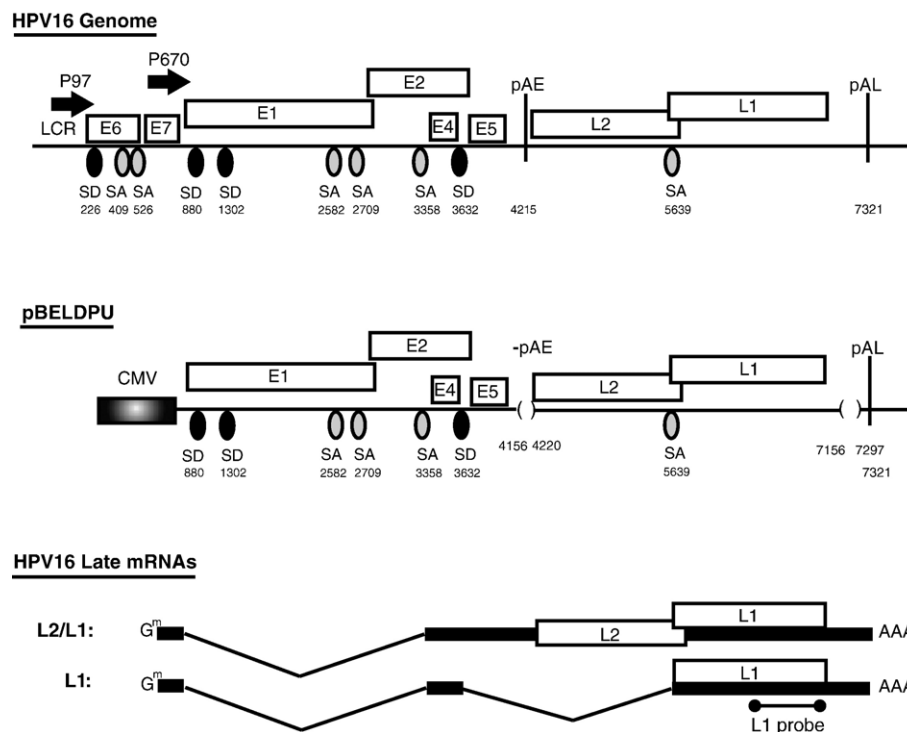 HPV16 Genome
P97 P670
LCR E6 E7 E1 E2 E4 E5 pAE L2 L1 pAL
SD SA SA SD SD SA SA SA SD SA
226 409 526 880 1302 2582 2709 3358 3632 4215 5639 7321
pBELDPU
CMV E1 E2 E4 E5 -pAE L2 L1 pAL
( ) ( )
SD SD SA SA SA SD SA
880 1302 2582 2709 3358 3632 4156 4220 5639 7156 7297
7321
HPV16 Late mRNAs
L2/L1: Gm L2 L1 AAA
L1: Gm L1 AAA
L1 probe